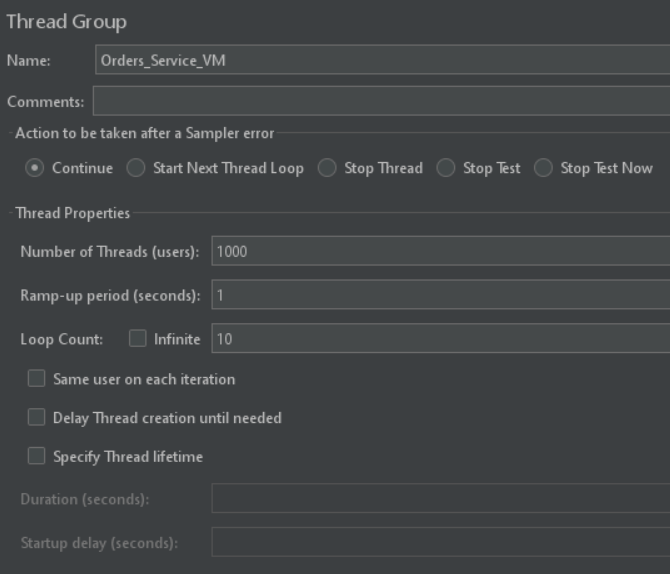 Thread Group
Name: Orders_Service_VM
Comments:
Action to be taken after a Sampler error
Continue Start Next Thread Loop Stop Thread Stop Test Stop Test Now
Thread Properties
Number of Threads (users): 1000
Ramp-up period (seconds): 1
Loop Count: Infinite 10
Same user on each iteration
Delay Thread creation until needed
Specify Thread lifetime
Duration (seconds):
Startup delay (seconds):